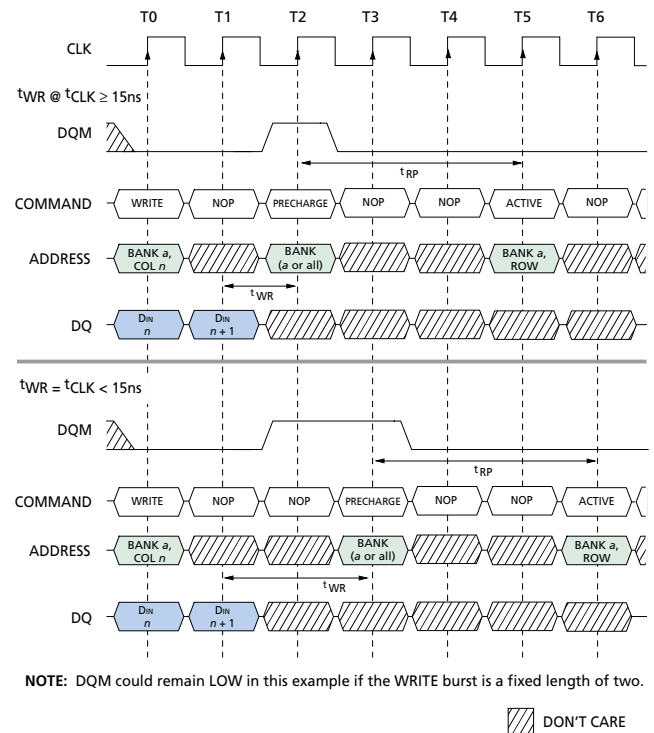 T0 T1 T2 T3 T4 T5 T6
CLK
tWR @ tCLK ≥ 15ns
DQM
tRP
COMMAND WRITE NOP PRECHARGE NOP NOP ACTIVE NOP
ADDRESS BANK a, COL n BANK (a or all) BANK a, ROW
tWR
DQ DIN n DIN n + 1
tWR = tCLK < 15ns
DQM
tRP
COMMAND WRITE NOP NOP PRECHARGE NOP NOP ACTIVE
ADDRESS BANK a, COL n BANK (a or all) BANK a, ROW
tWR
DQ DIN n DIN n + 1
NOTE: DQM could remain LOW in this example if the WRITE burst is a fixed length of two.
DON'T CARE